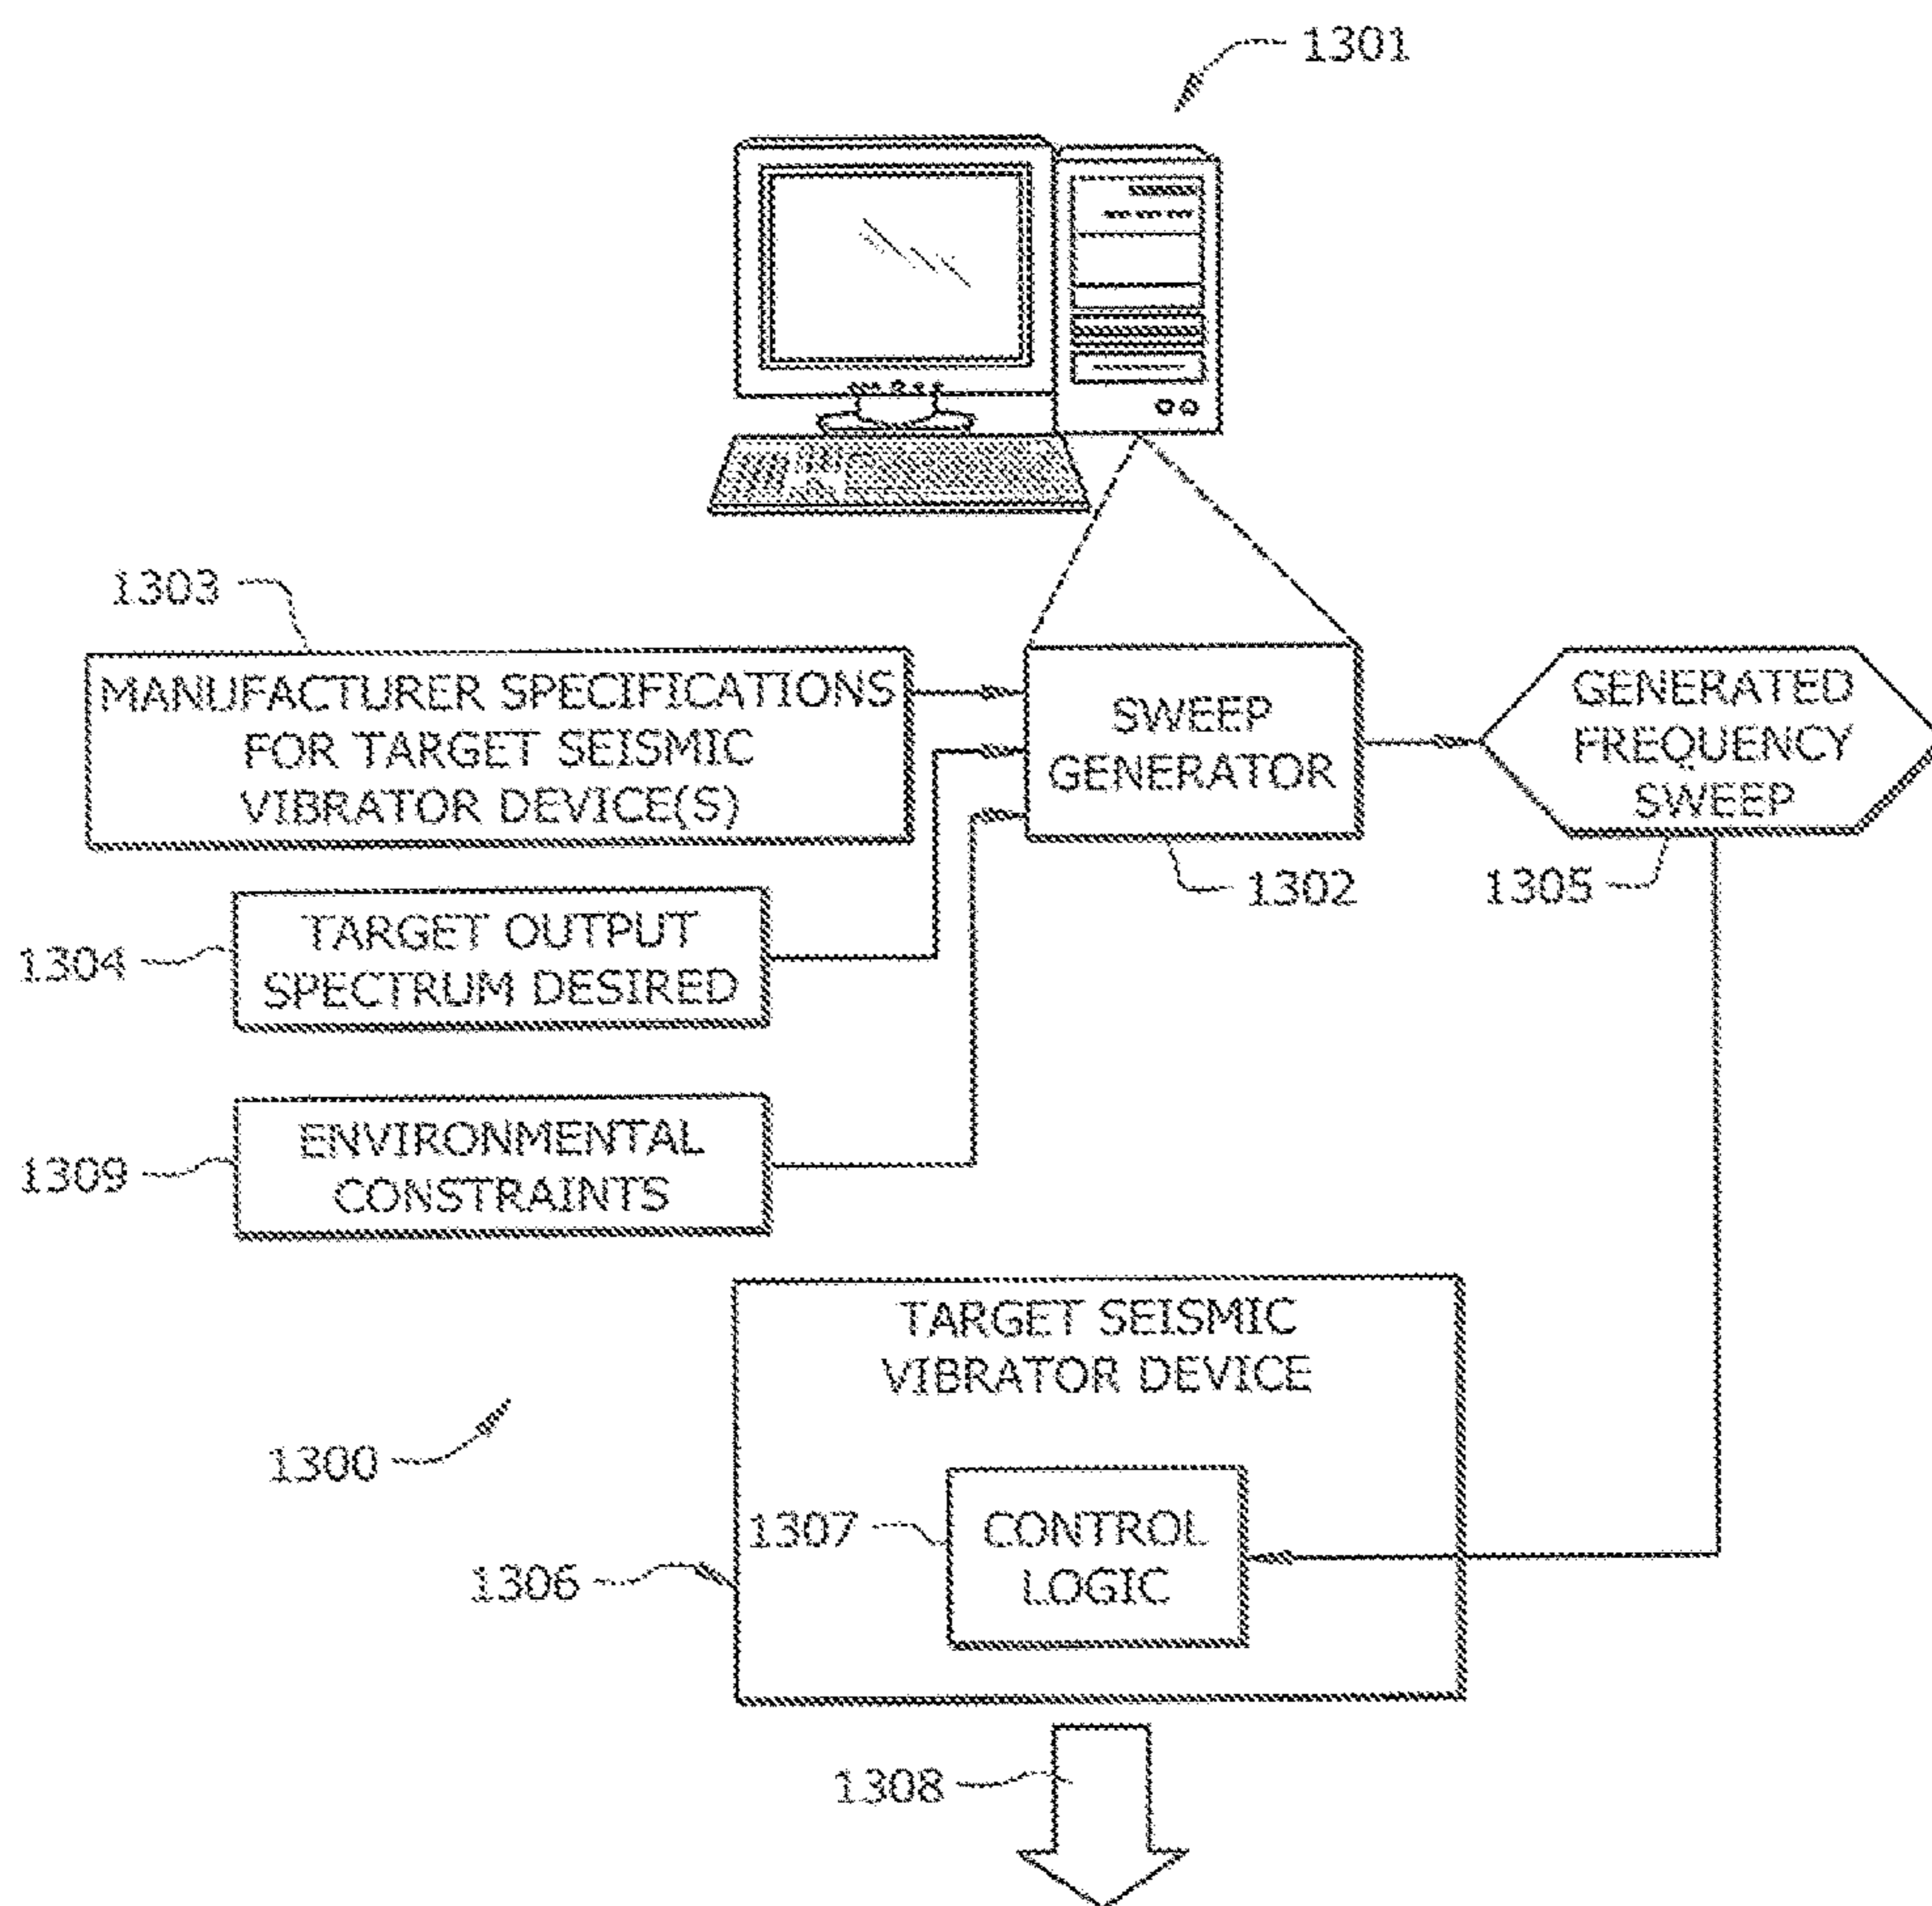 1301
1303
MANUFACTURER SPECIFICATIONS
FOR TARGET SEISMIC
VIBRATOR DEVICE(S)
SWEEP
GENERATOR
GENERATED
FREQUENCY
SWEEP
1302
1305
1304
TARGET OUTPUT
SPECTRUM DESIRED
1309
ENVIRONMENTAL
CONSTRAINTS
TARGET SEISMIC
VIBRATOR DEVICE
1300
1307
CONTROL
LOGIC
1306
1308